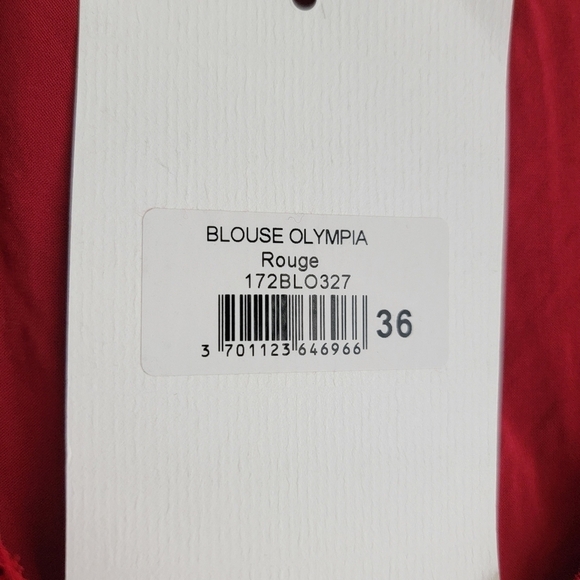 BLOUSE OLYMPIA
Rouge
172BLO327
36
3 701123 646966